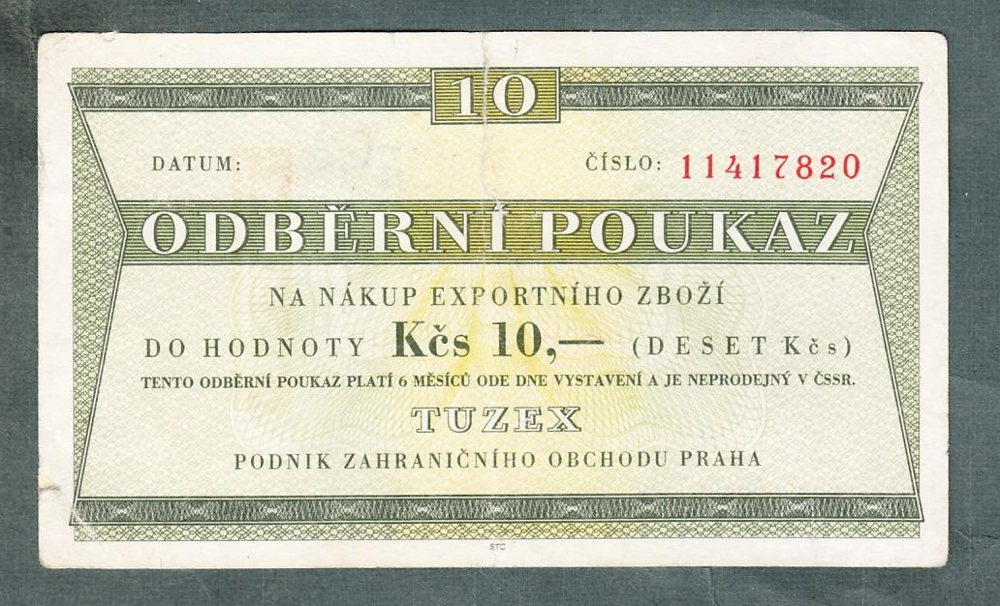 10
DATUM: ČÍSLO: 11417820
ODBĚRNÍ POUKAZ
NA NÁKUP EXPORTNÍHO ZBOŽÍ
DO HODNOTY Kčs 10,— (DESET Kčs)
TENTO ODBĚRNÍ POUKAZ PLATÍ 6 MĚSÍCŮ ODE DNE VYSTAVENÍ A JE NEPRODEJNÝ V ČSSR.
TUZEX
PODNIK ZAHRANIČNÍHO OBCHODU PRAHA
STC